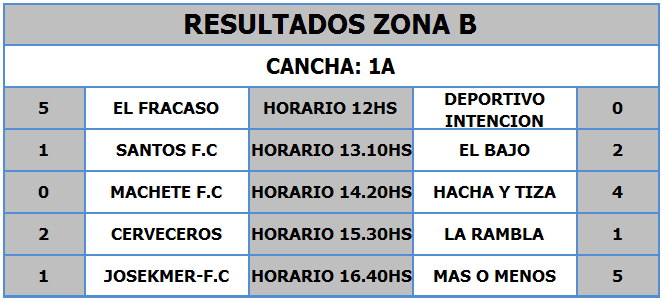 RESULTADOS ZONA B
CANCHA: 1A
5 EL FRACASO HORARIO 12HS DEPORTIVO INTENCION 0
1 SANTOS F.C HORARIO 13.10HS EL BAJO 2
0 MACHETE F.C HORARIO 14.20HS HACHA Y TIZA 4
2 CERVECEROS HORARIO 15.30HS LA RAMBLA 1
1 JOSEKMER-F.C HORARIO 16.40HS MAS O MENOS 5